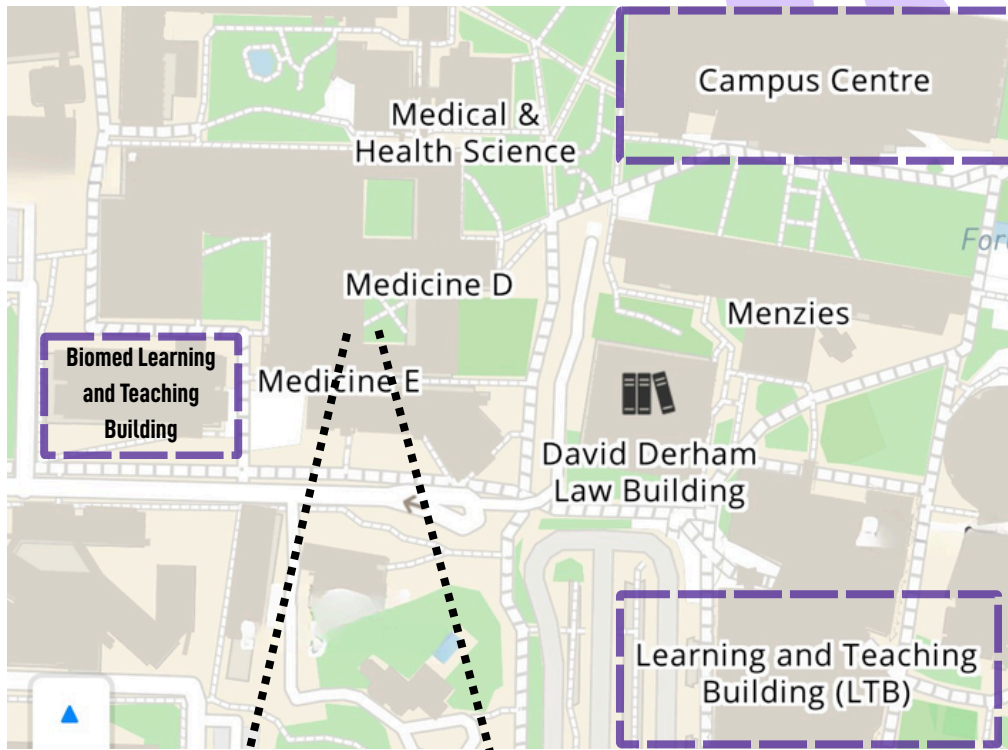 Campus Centre
Medical &
Health Science
Medicine D
Menzies
Biomed Learning
and Teaching
Building
Medicine E
David Derham
Law Building
Learning and Teaching
Building (LTB)